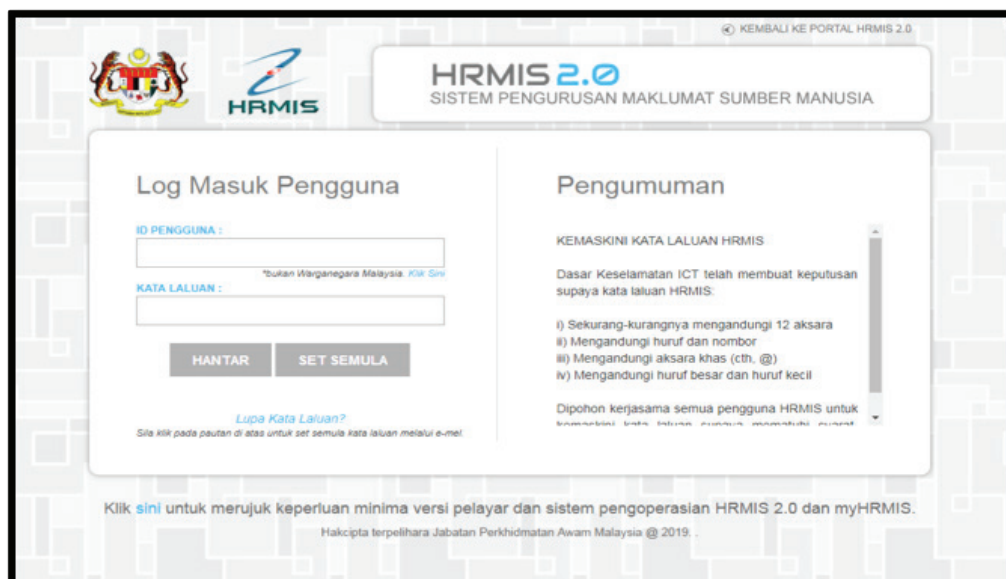 KEMBALI KE PORTAL HRMIS 2.0
HRMIS
HRMIS 2.0
SISTEM PENGURUSAN MAKLUMAT SUMBER MANUSIA
Log Masuk Pengguna
ID PENGGUNA :
*bukan Warganegara Malaysia. Klik Sini
KATA LALUAN :
HANTAR
SET SEMULA
Lupa Kata Laluan?
Sila klik pada pautan di atas untuk set semula kata laluan melalui e-mel.
Pengumuman
KEMASKINI KATA LALUAN HRMIS
Dasar Keselamatan ICT telah membuat keputusan
supaya kata laluan HRMIS:
i) Sekurang-kurangnya mengandungi 12 aksara
ii) Mengandungi huruf dan nombor
iii) Mengandungi aksara khas (cth, @)
iv) Mengandungi huruf besar dan huruf kecil
Dipohon kerjasama semua pengguna HRMIS untuk
kemaskini kata laluan supaya mematuhi
Klik sini untuk merujuk keperluan minima versi pelayar dan sistem pengoperasian HRMIS 2.0 dan myHRMIS.
Hakcipta terpelihara Jabatan Perkhidmatan Awam Malaysia @ 2019. .